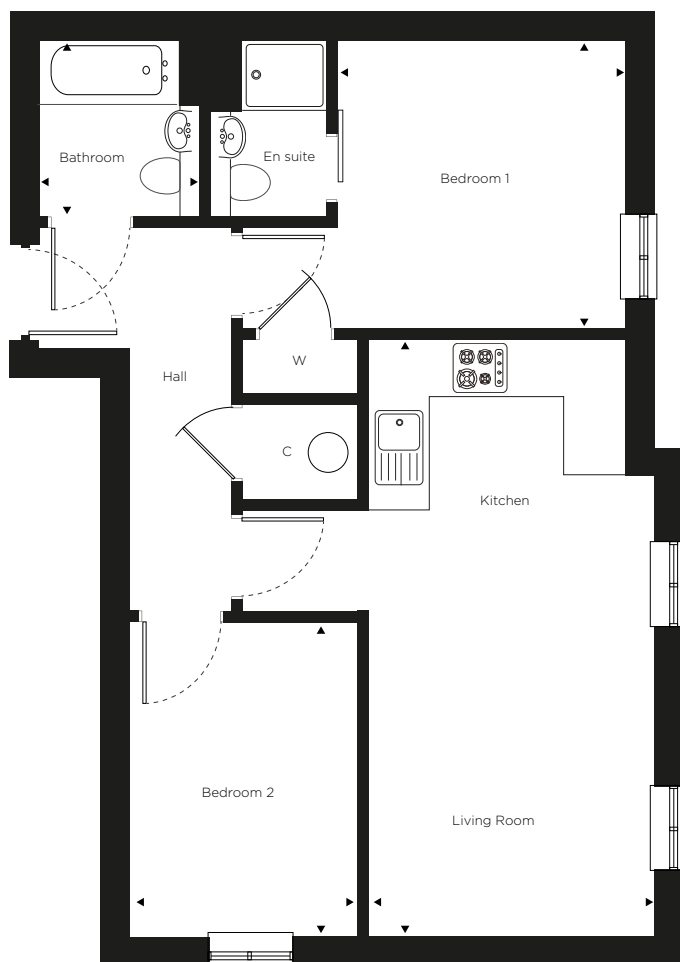 Bathroom
En suite
Bedroom 1
W
Hall
C
Kitchen
Bedroom 2
Living Room